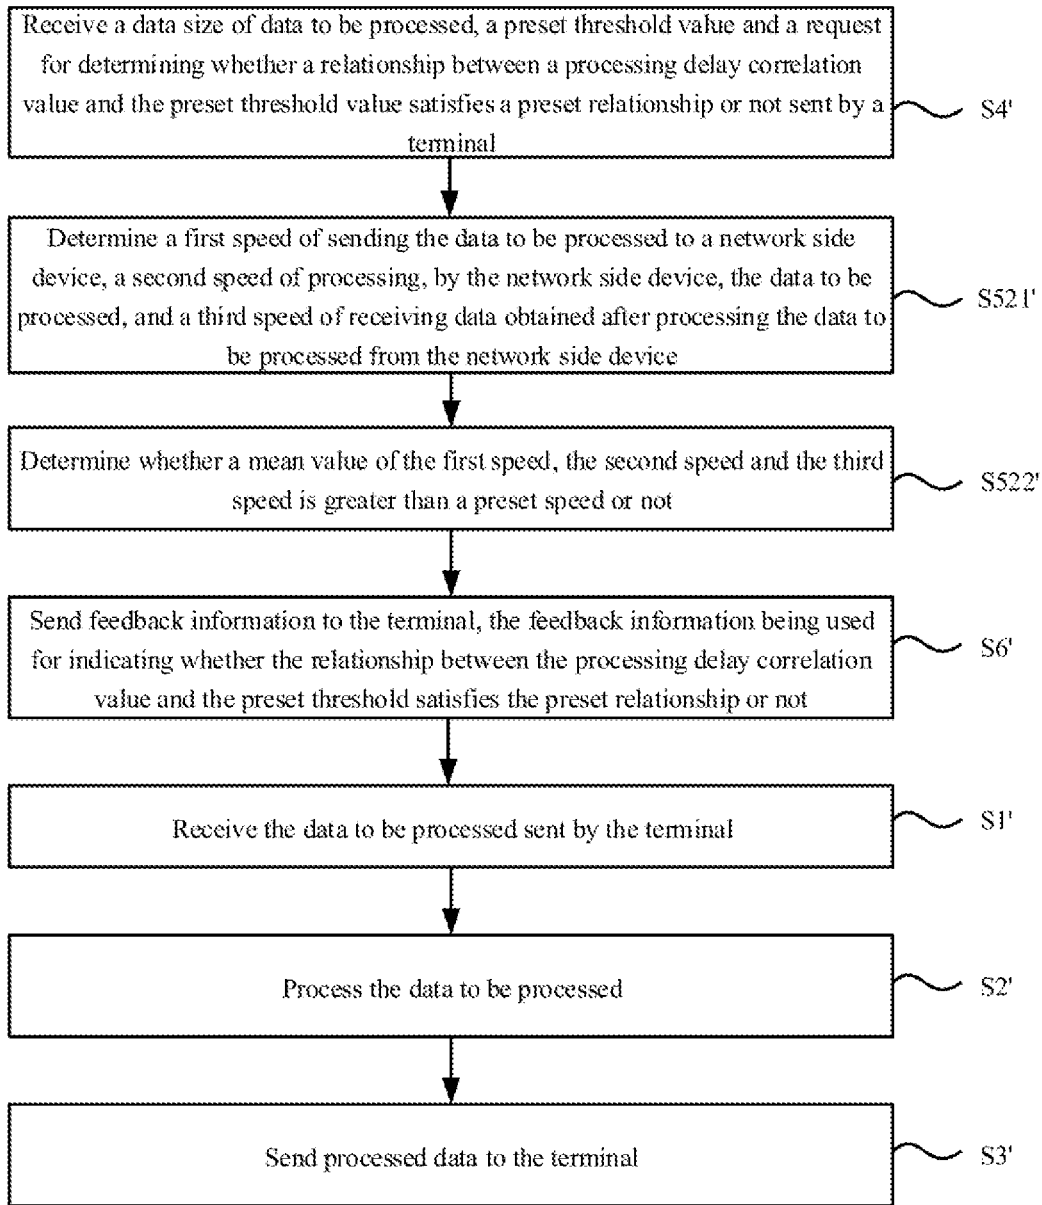 Receive a data size of data to be processed, a preset threshold value and a request
for determining whether a relationship between a processing delay correlation
value and the preset threshold value satisfies a preset relationship or not sent by a
terminal
S4'
Determine a first speed of sending the data to be processed to a network side
device, a second speed of processing, by the network side device, the data to be
processed, and a third speed of receiving data obtained after processing the data to
be processed from the network side device
S521'
Determine whether a mean value of the first speed, the second speed and the third
speed is greater than a preset speed or not
S522'
Send feedback information to the terminal, the feedback information being used
for indicating whether the relationship between the processing delay correlation
value and the preset threshold satisfies the preset relationship or not
S6'
Receive the data to be processed sent by the terminal
S1'
Process the data to be processed
S2'
Send processed data to the terminal
S3'